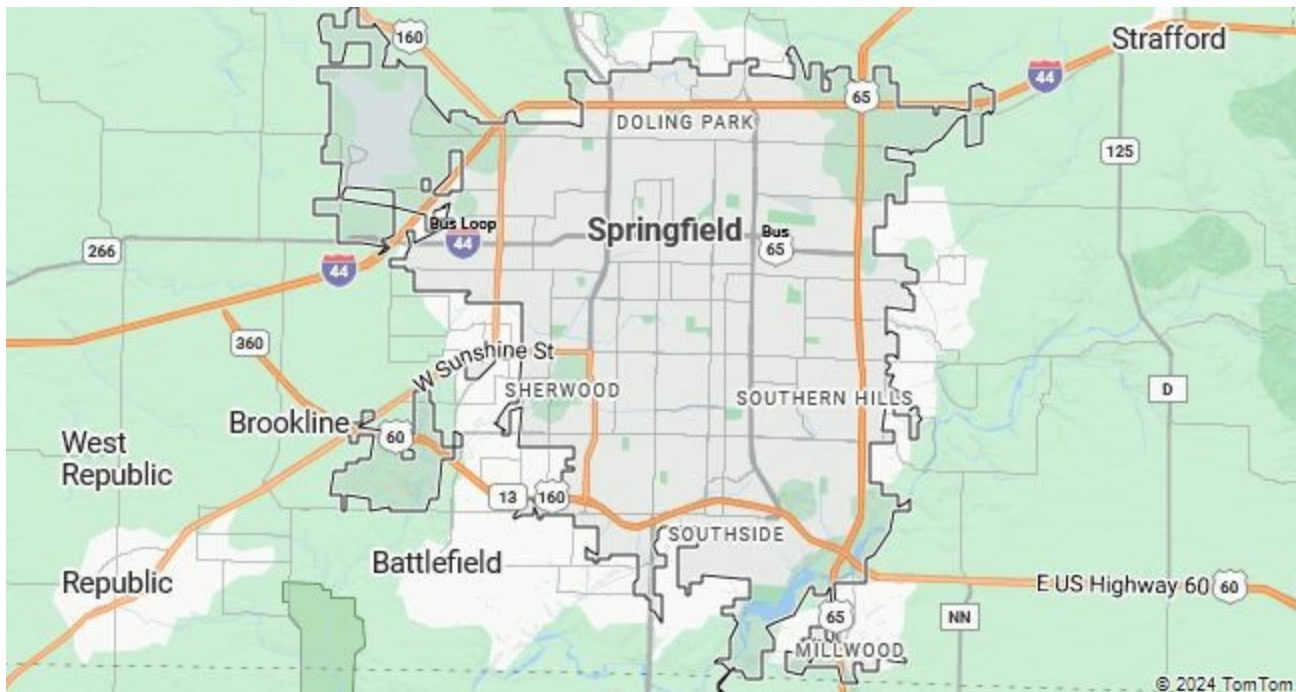 160
Strafford
44
65
DOLING PARK
125
Springfield
Bus Loop
44
Bus
65
266
44
360
W Sunshine St
SHERWOOD
SOUTHERN HILLS
D
Brookline
60
West
Republic
13
160
SOUTHSIDE
Battlefield
Republic
E US Highway 60
60
65
NN
MILLWOOD
© 2024 TomTom